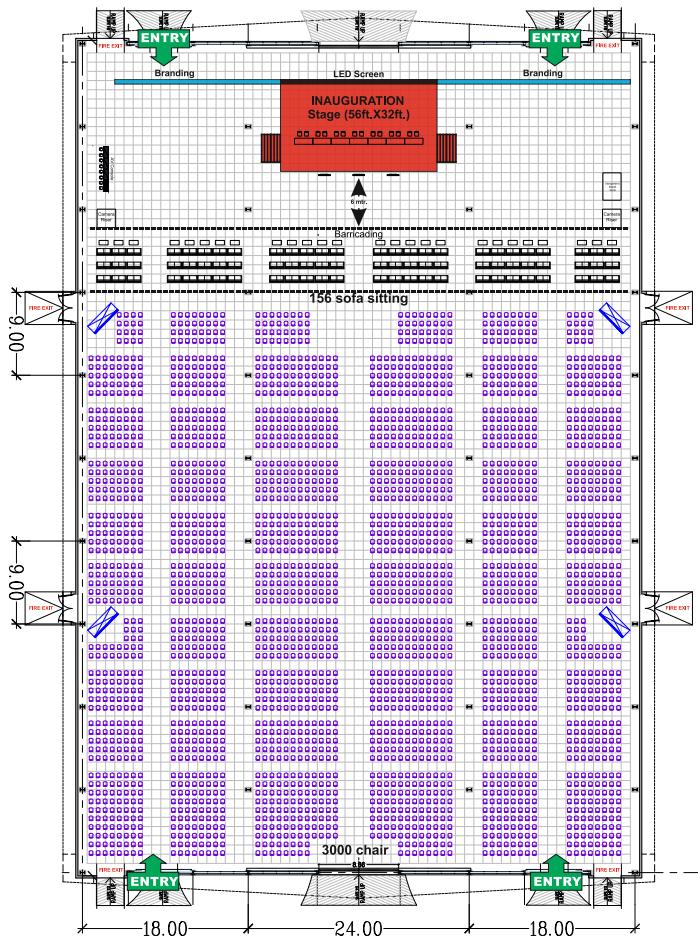 ENTRY
ENTRY
FIRE EXIT
FIRE EXIT
Branding
LED Screen
Branding
INAUGURATION
Stage (56ft.X32ft.)
6 mtr.
Camera
Riser
Camera
Riser
Barricading
156 sofa sitting
FIRE EXIT
FIRE EXIT
9.00
9.00
FIRE EXIT
FIRE EXIT
3000 chair
FIRE EXIT
FIRE EXIT
ENTRY
ENTRY
18.00
24.00
18.00